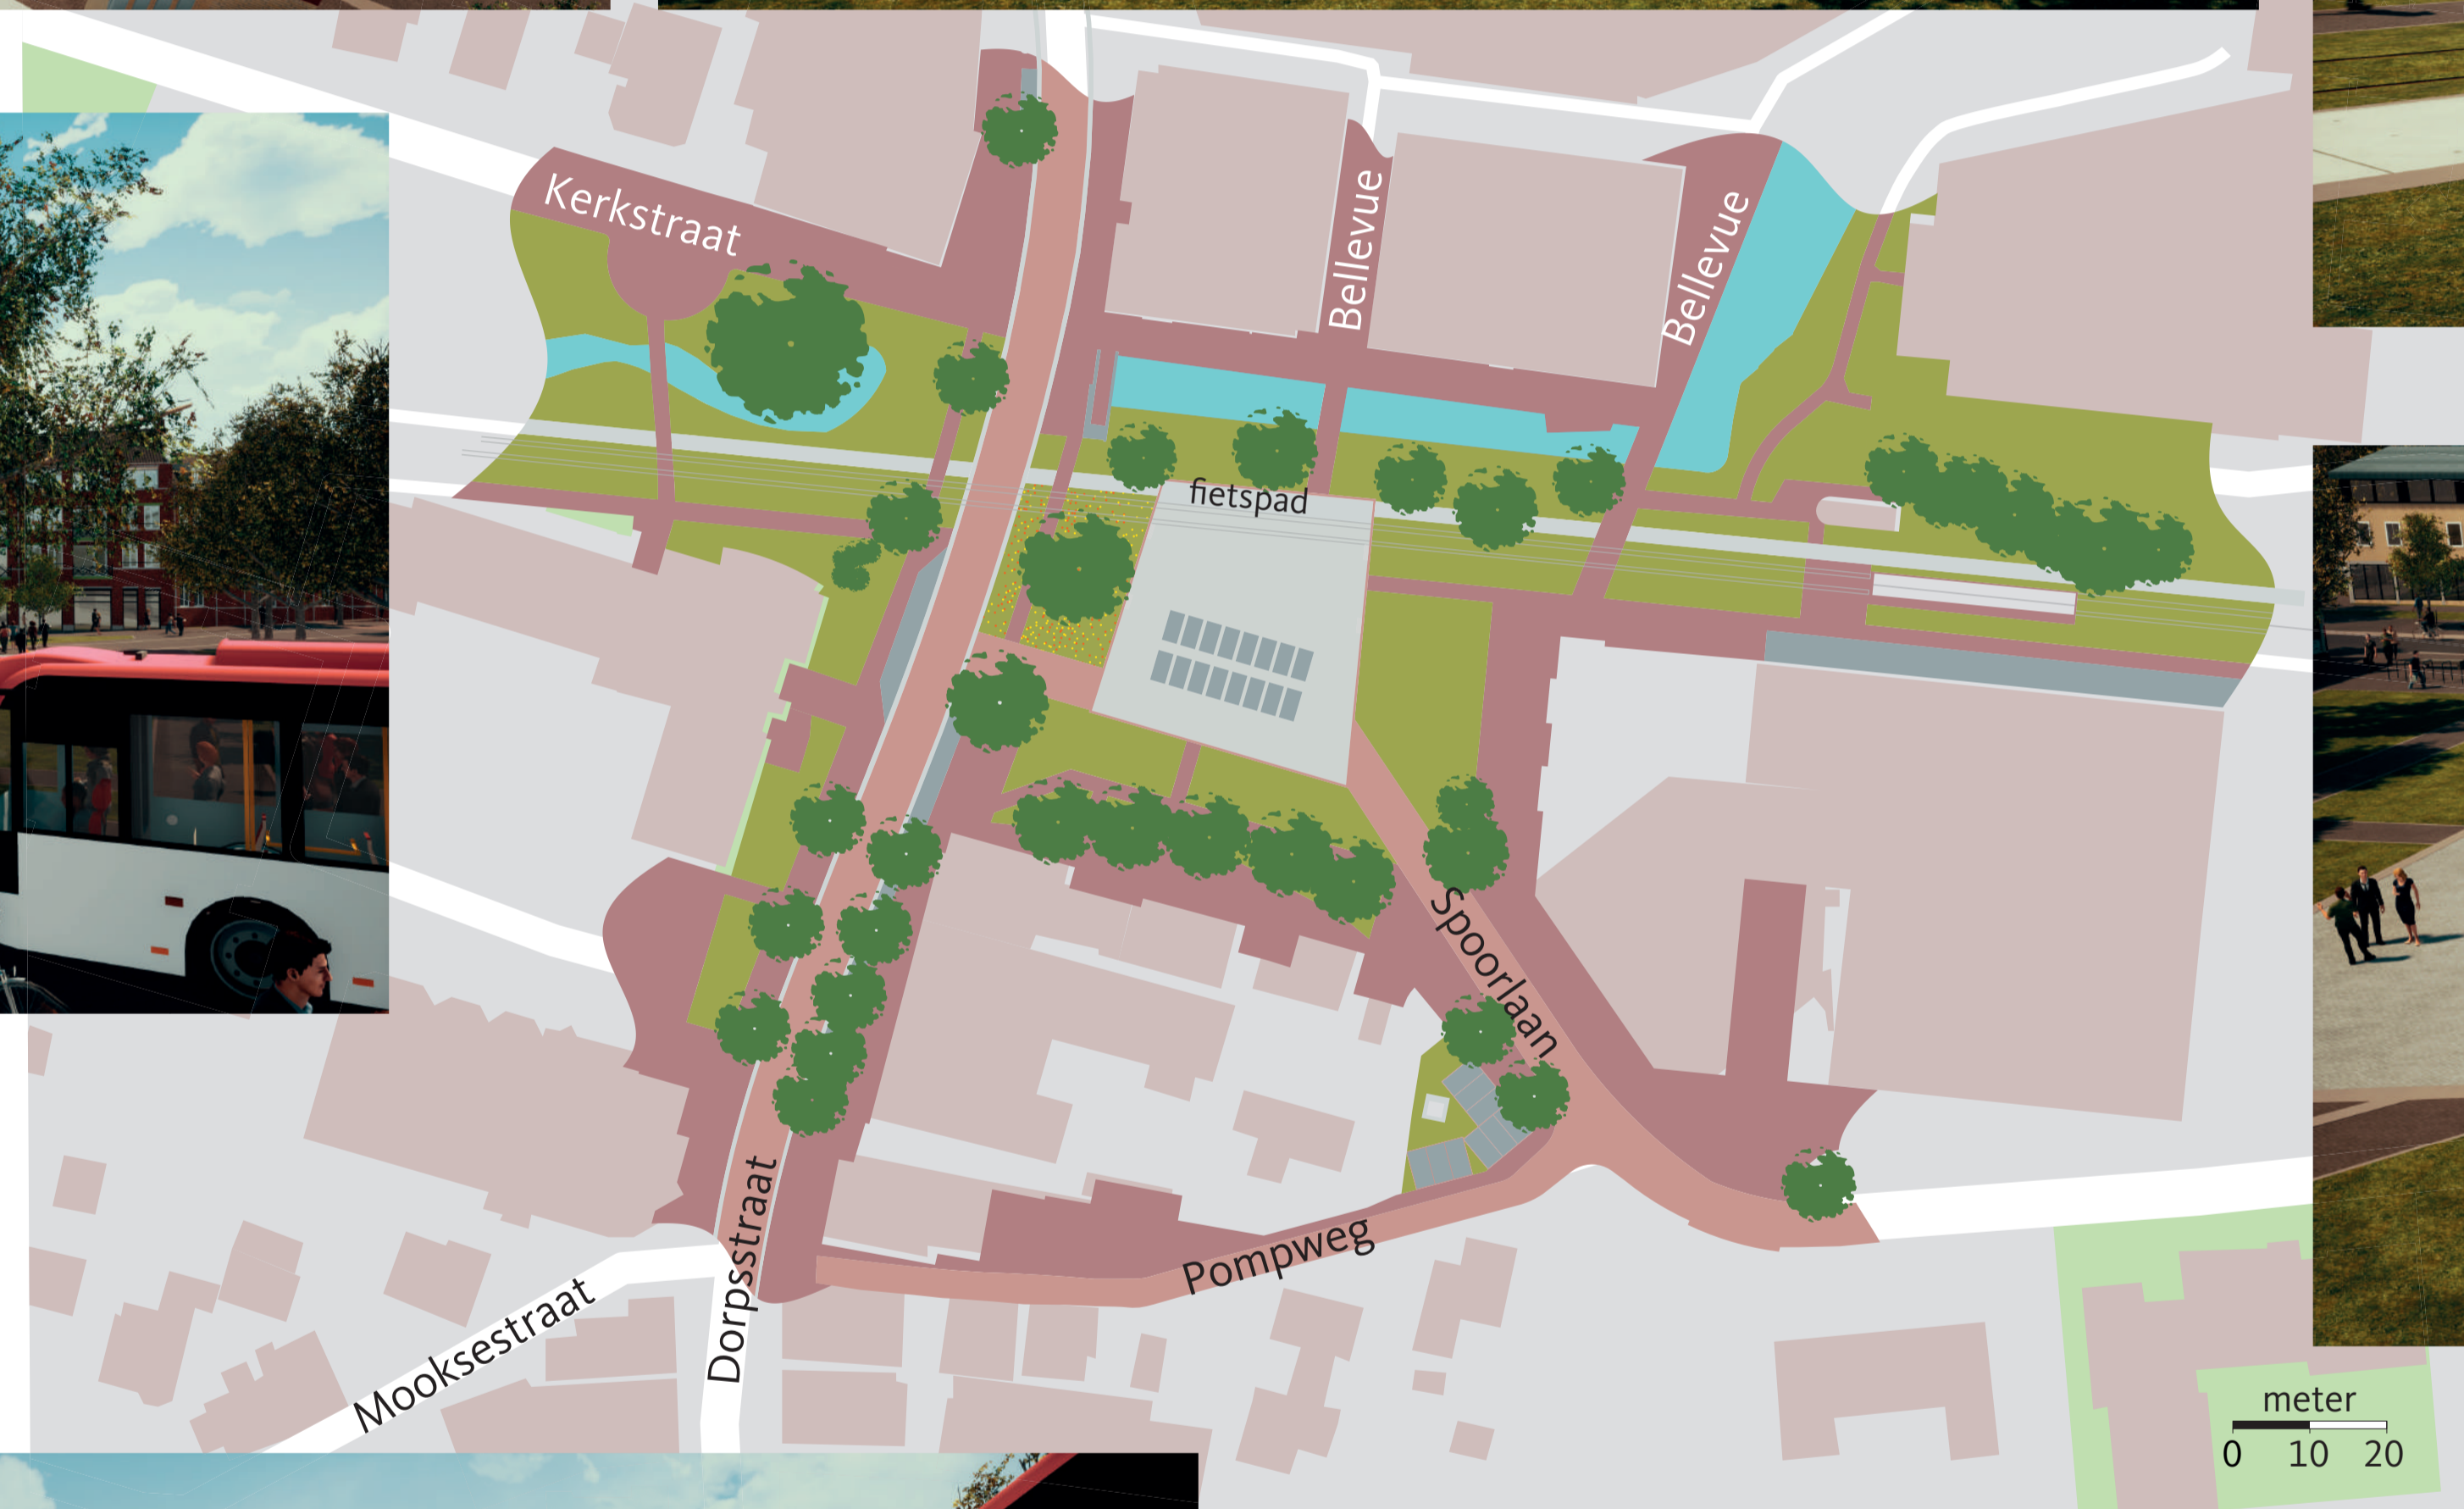 Kerkstraat
Bellevue
Bellevue
fietspad
Spoorlaan
Dorpsstraat
Pompweg
Mooksestraat
meter
0 10 20